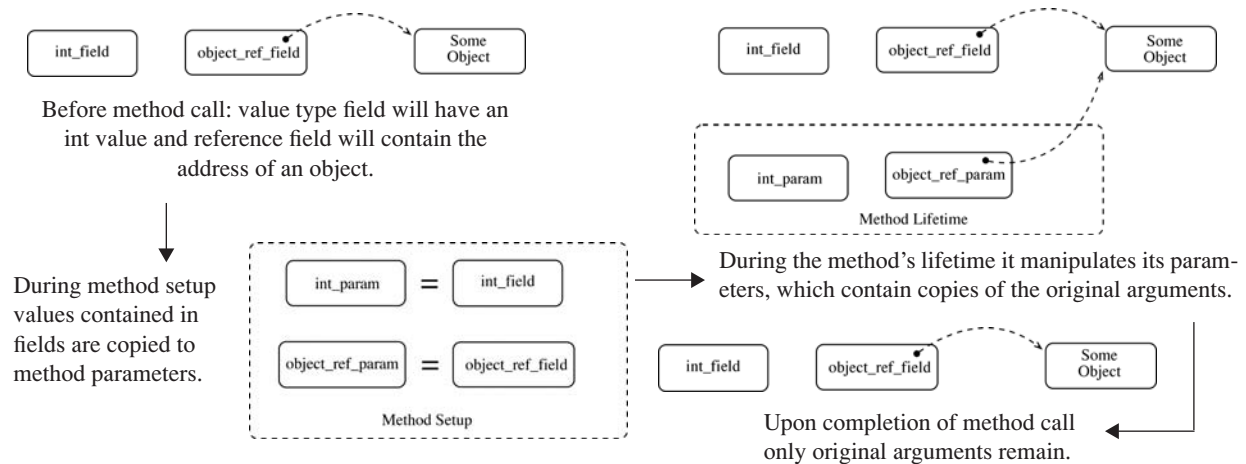 int_field
object_ref_field
Some
Object
Before method call: value type field will have an
int value and reference field will contain the
address of an object.
During method setup
values contained in
fields are copied to
method parameters.
int_param = int_field
object_ref_param = object_ref_field
Method Setup
int_field
object_ref_field
Some
Object
int_param
object_ref_param
Method Lifetime
During the method’s lifetime it manipulates its param-
eters, which contain copies of the original arguments.
int_field
object_ref_field
Some
Object
Upon completion of method call
only original arguments remain.